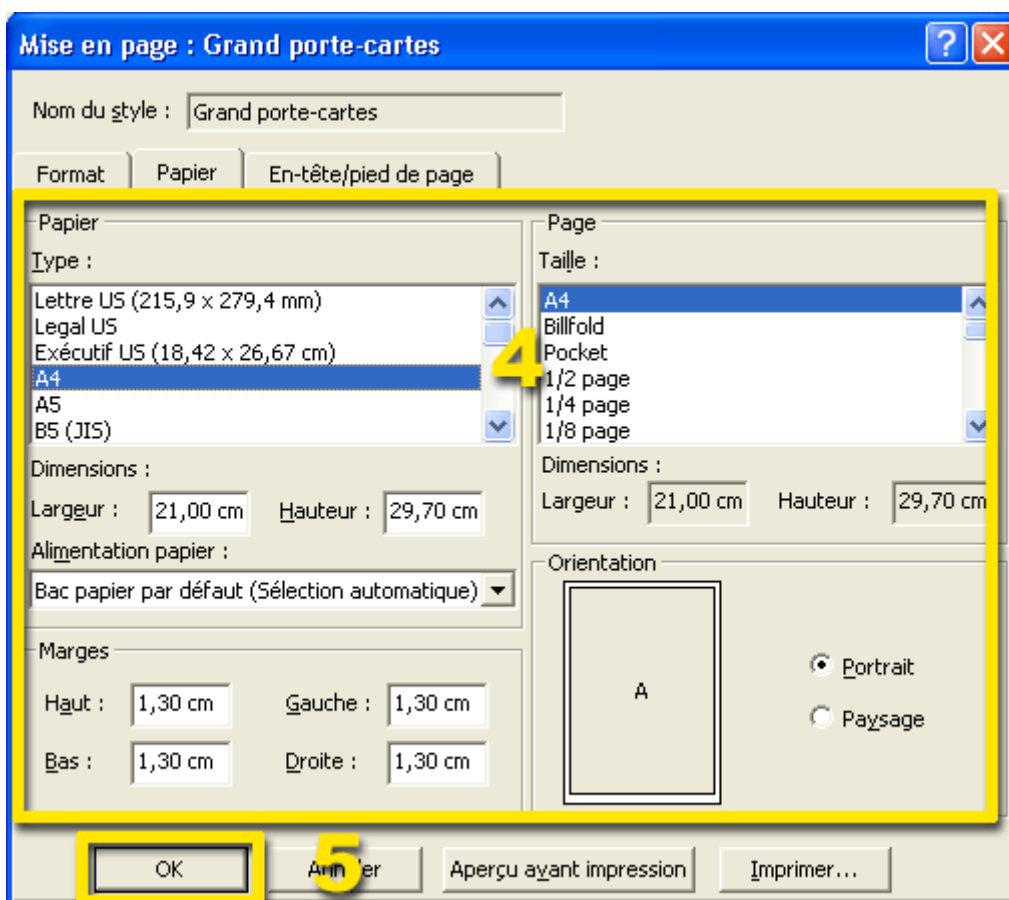 Mise en page : Grand porte-cartes
Nom du style : Grand porte-cartes
Format Papier En-tête/pied de page
Papier
Type :
Lettre US (215,9 x 279,4 mm)
Legal US
Exécutif US (18,42 x 26,67 cm)
A4
A5
B5 (JIS)
Dimensions :
Largeur : 21,00 cm Hauteur : 29,70 cm
Alimentation papier :
Bac papier par défaut (Sélection automatique)
Marges
Haut : 1,30 cm Gauche : 1,30 cm
Bas : 1,30 cm Droite : 1,30 cm
4
Page
Taille :
A4
Billfold
Pocket
1/2 page
1/4 page
1/8 page
Dimensions :
Largeur : 21,00 cm Hauteur : 29,70 cm
Orientation
A
Portrait
Paysage
OK 5 Annuler Aperçu avant impression Imprimer...